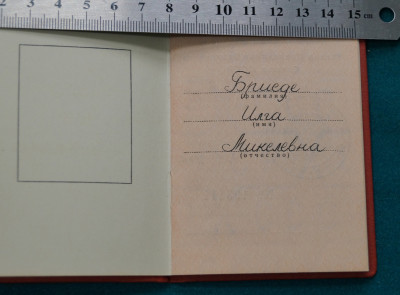 2 3 4 5 6 7 8 9 10 11 12 13 14 15 cm
Бриеде
(фамилия)
Илга
(имя)
Микелевна
(отчество)